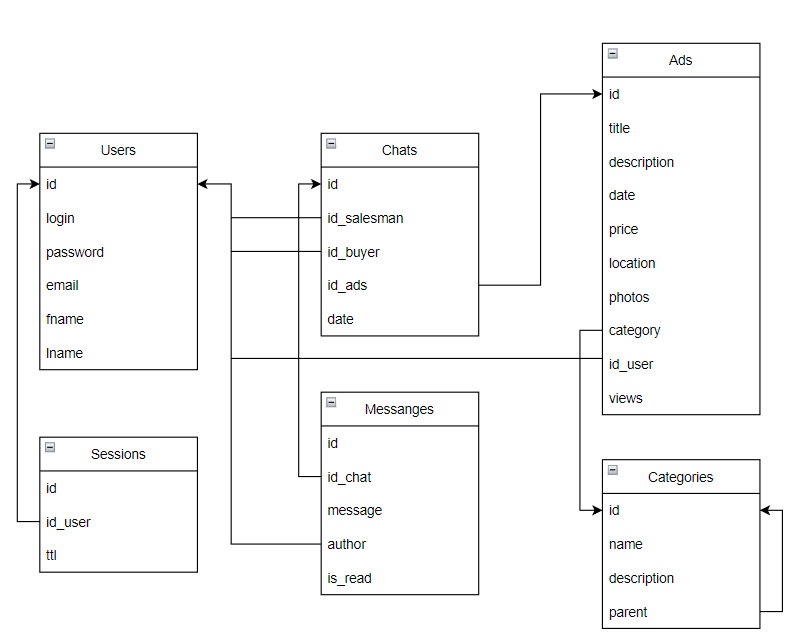 Users
id
login
password
email
fname
lname
Sessions
id
id_user
ttl
Chats
id
id_salesman
id_buyer
id_ads
date
Messanges
id
id_chat
message
author
is_read
Ads
id
title
description
date
price
location
photos
category
id_user
views
Categories
id
name
description
parent